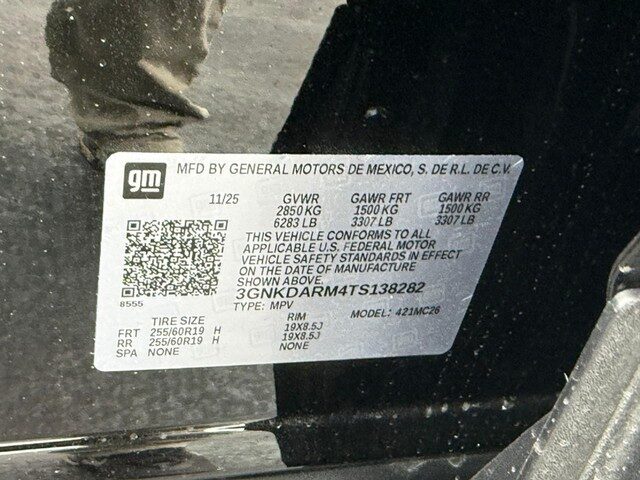 gm MFD BY GENERAL MOTORS DE MEXICO, S. DE R.L. DE C.V.
11/25 GVWR GAWR FRT GAWR RR
2850 KG 1500 KG 1500 KG
6283 LB 3307 LB 3307 LB
THIS VEHICLE CONFORMS TO ALL
APPLICABLE U.S. FEDERAL MOTOR
VEHICLE SAFETY STANDARDS IN EFFECT
ON THE DATE OF MANUFACTURE
SHOWN ABOVE.
8555 3GNKDARM4TS138282
TYPE: MPV MODEL: 421MC26
TIRE SIZE RIM
FRT 255/60R19 H 19X8.5J
RR 255/60R19 H 19X8.5J
SPA NONE NONE